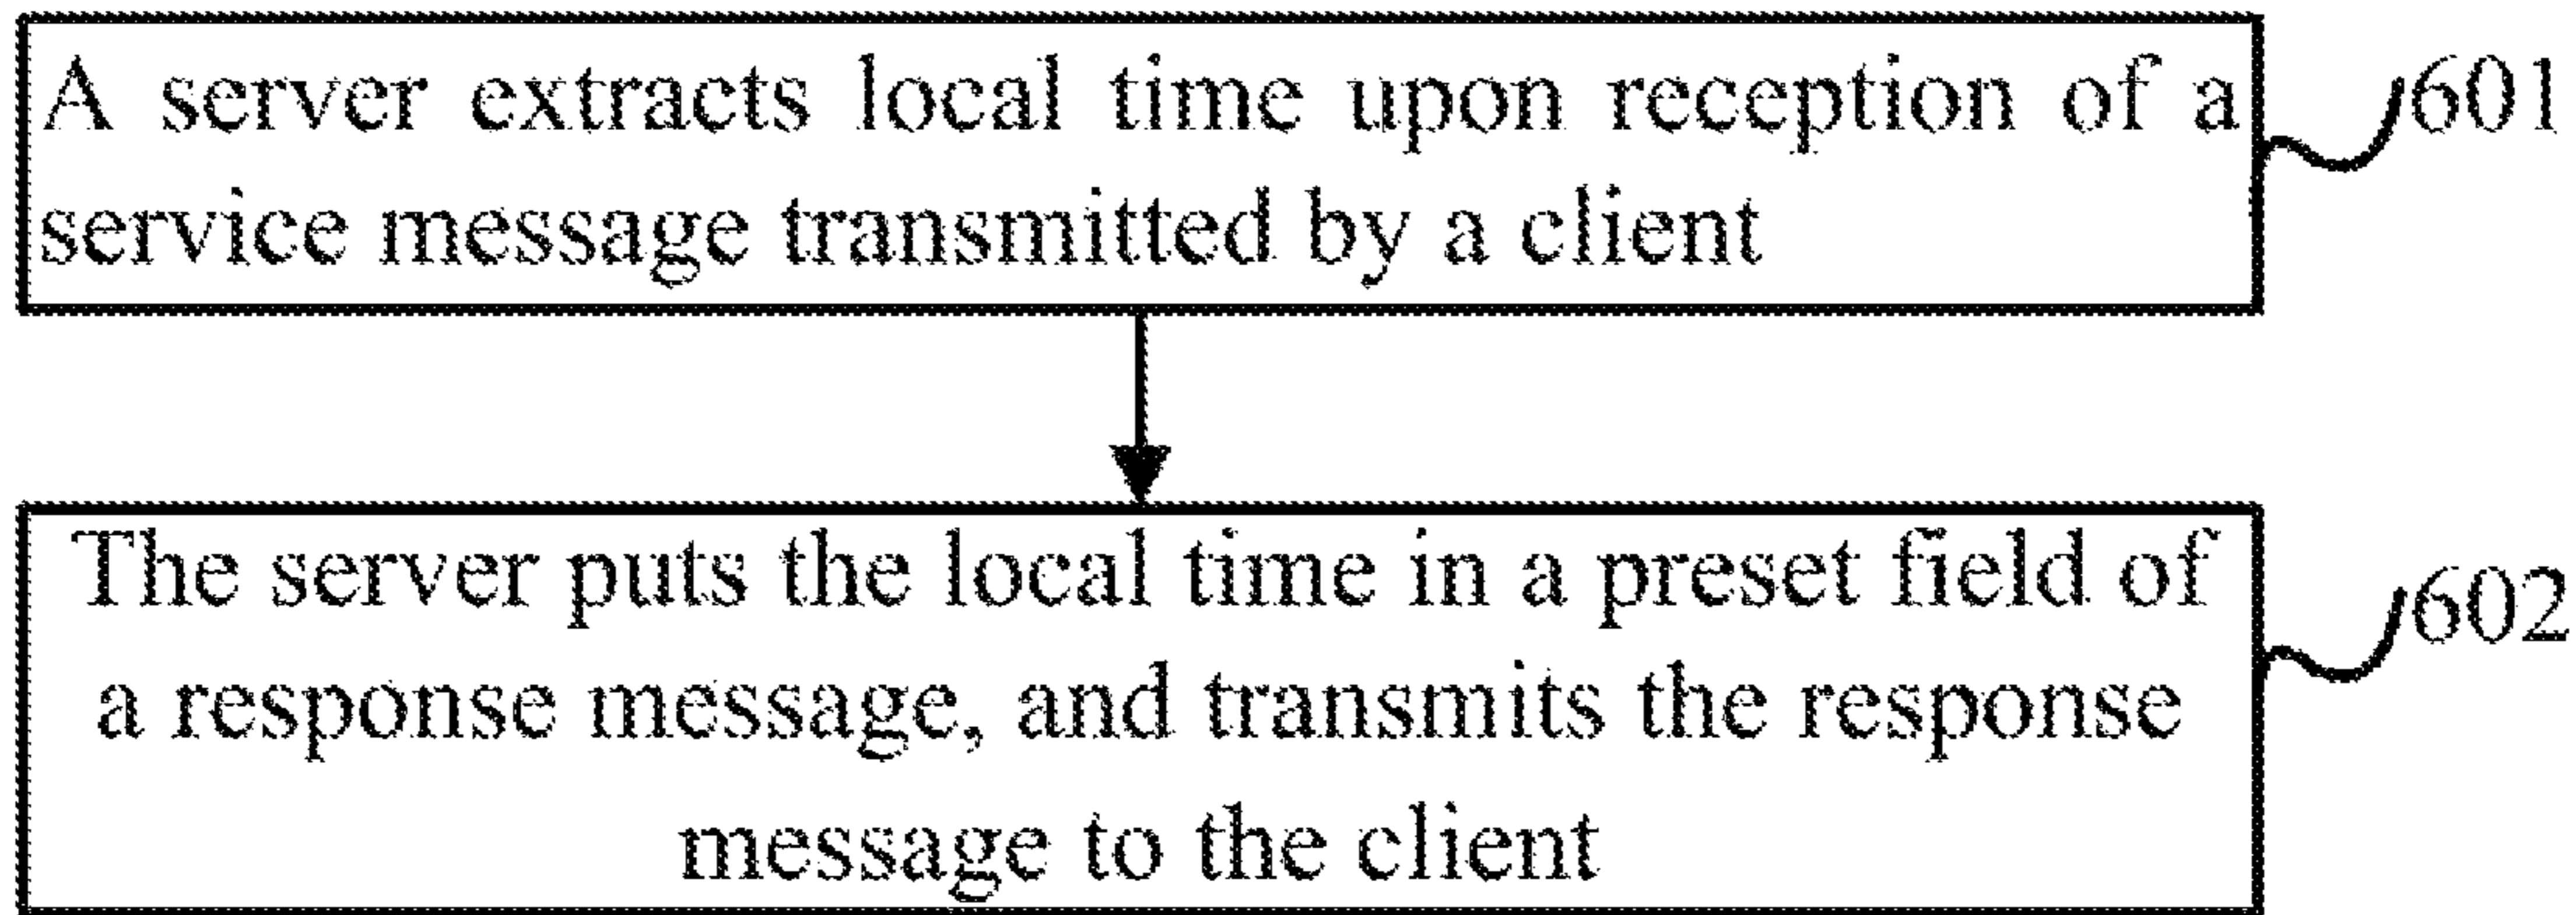 A server extracts local time upon reception of a
service message transmitted by a client
601
The server puts the local time in a preset field of
a response message, and transmits the response
message to the client
602